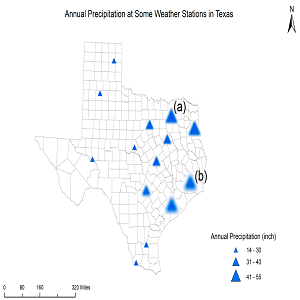 Annual Precipitation at Some Weather Stations in Texas
N
(a)
(b)
Annual Precipitation (inch)
14 - 30
31 - 40
41 - 55
0 80 160 320 Miles